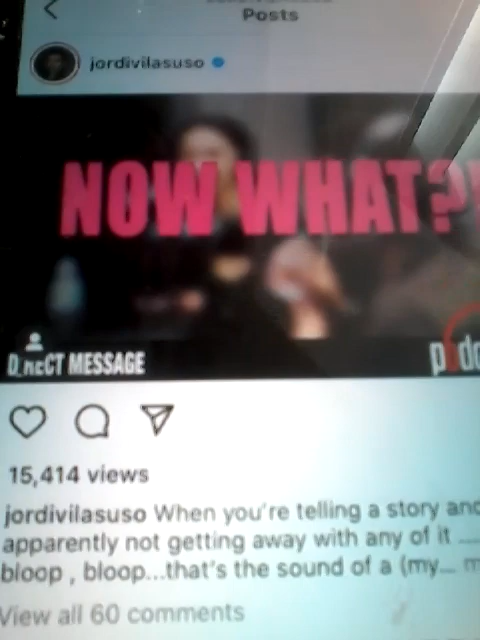 Posts
jordivilasuso
NOW WHAT?!
MESSAGE
15,414 views
jordivilasuso When you're telling a story and
apparently not getting away with any of it
bloop , bloop...that's the sound of a (my...
View all 60 comments